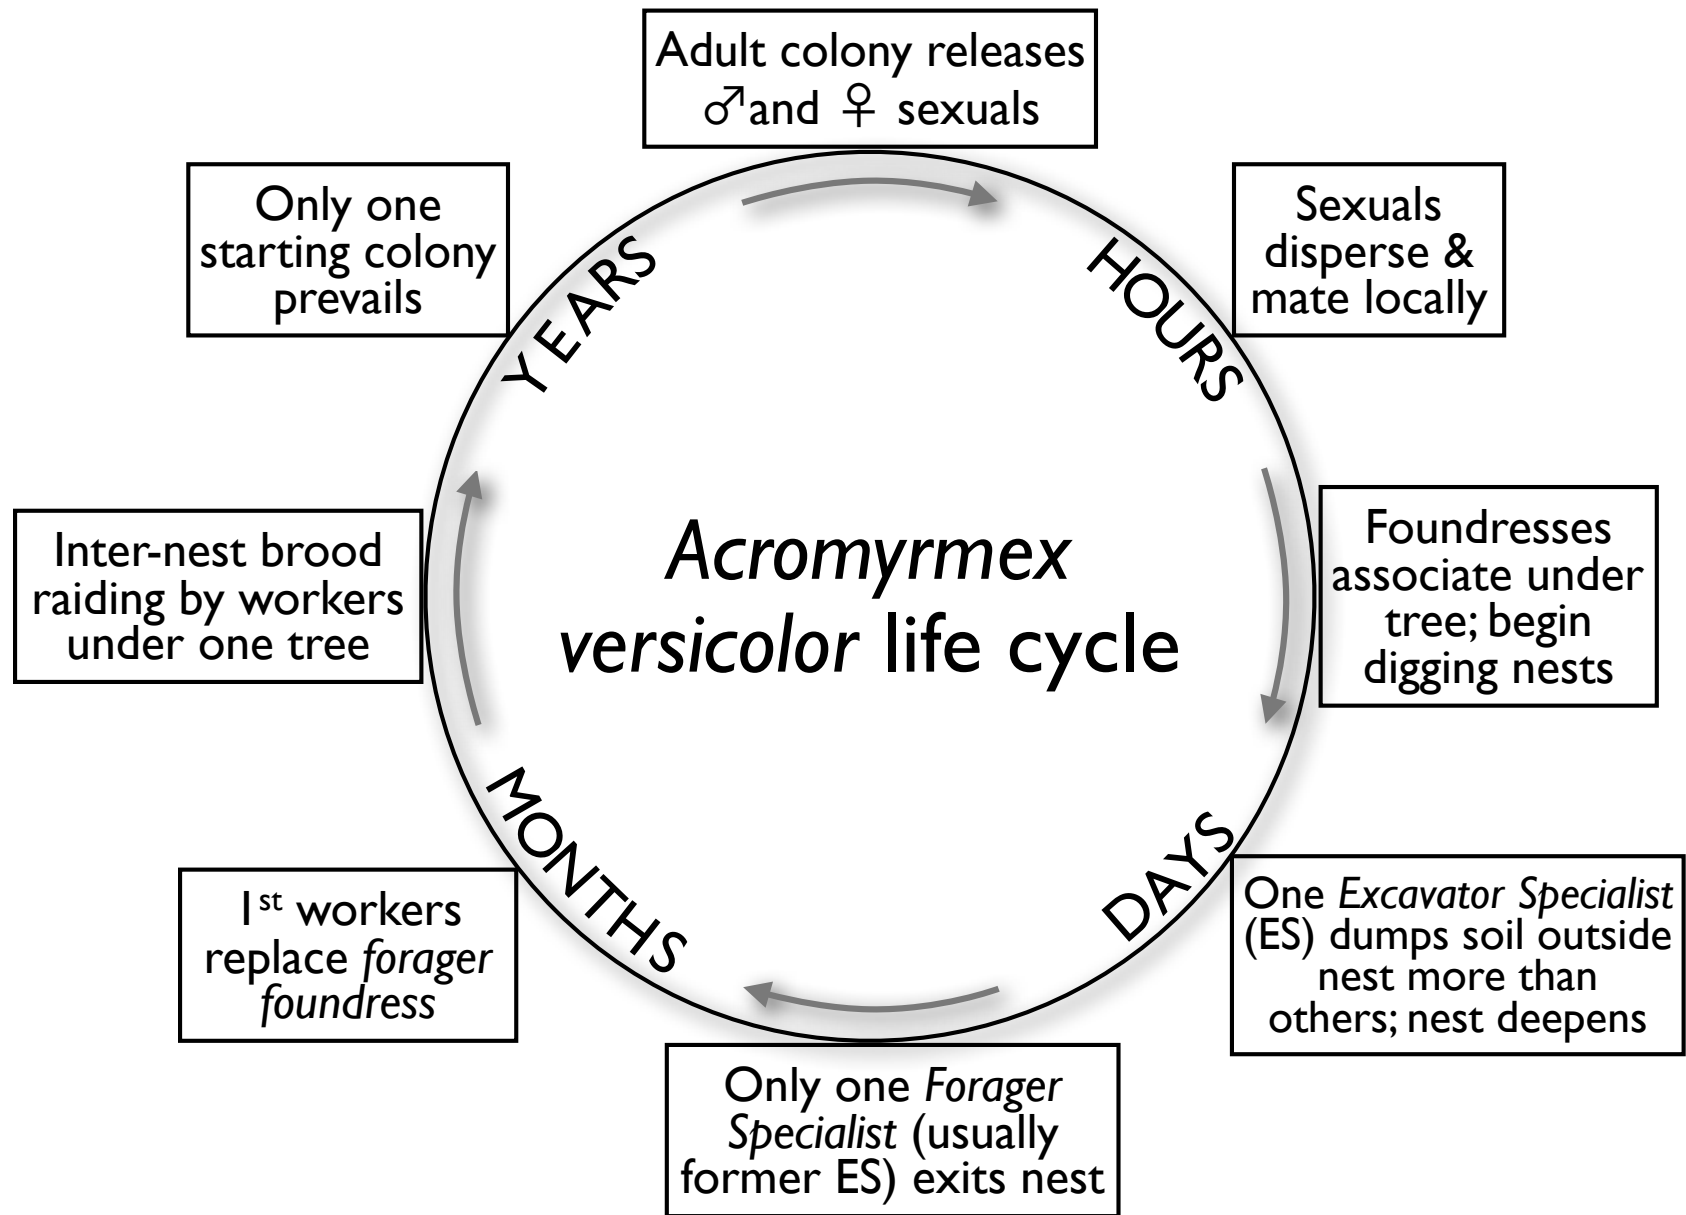 Adult colony releases
♂and ♀ sexuals
Sexuals
disperse &
mate locally
HOURS
Foundresses
associate under
tree; begin
digging nests
One Excavator Specialist
(ES) dumps soil outside
nest more than
others; nest deepens
DAYS
Only one Forager
Specialist (usually
former ES) exits nest
1st workers
replace forager
foundress
MONTHS
Inter-nest brood
raiding by workers
under one tree
Only one
starting colony
prevails
YEARS
Acromyrmex
versicolor life cycle